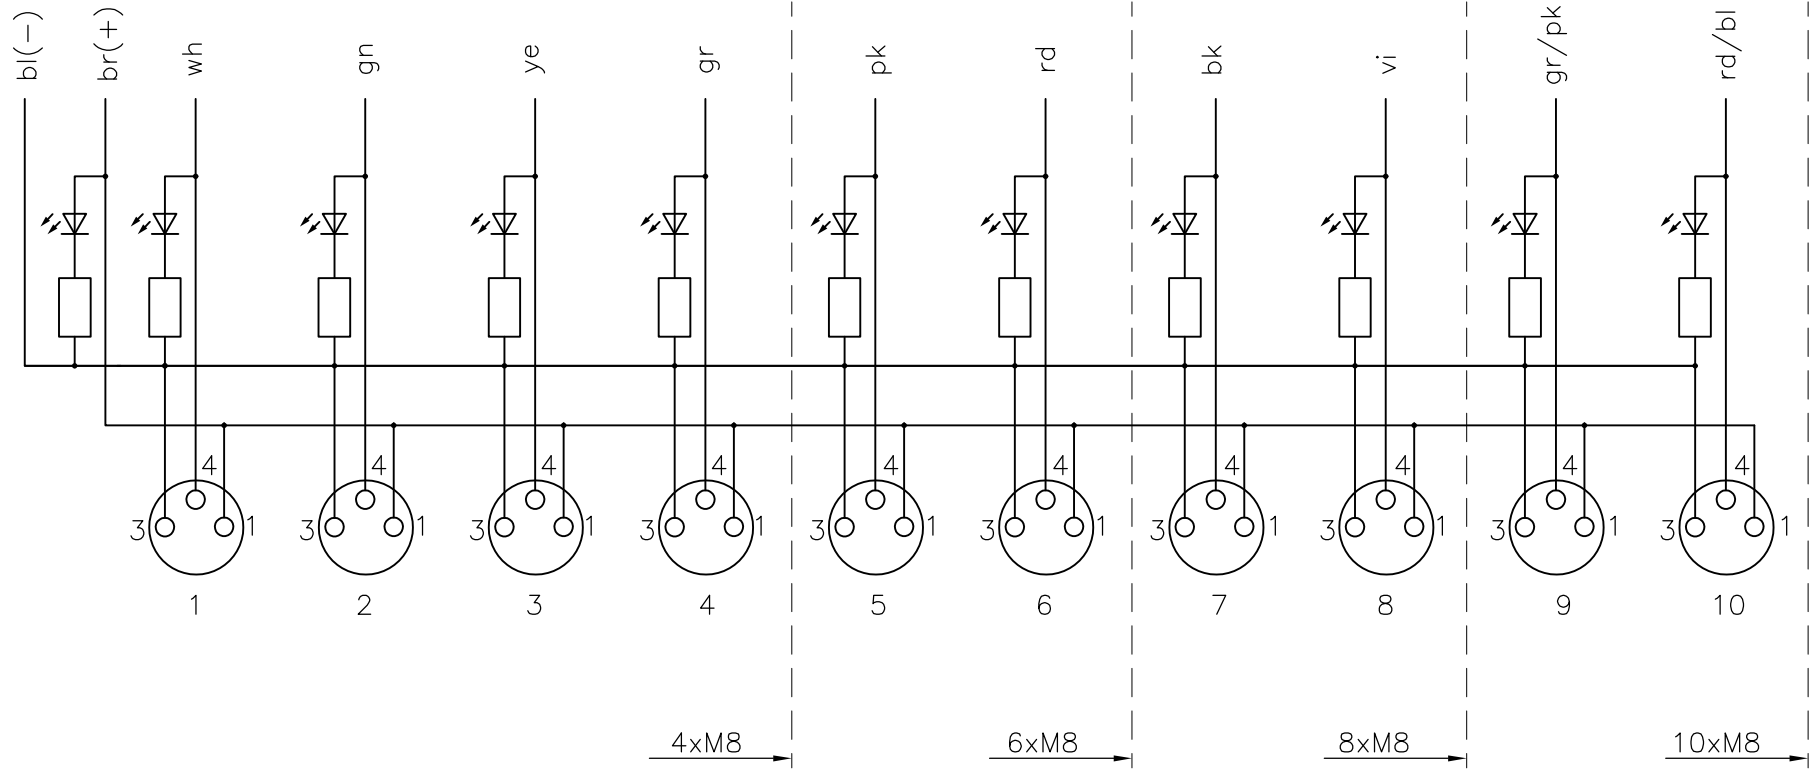 bl(-) br(+) wh gn ye gr pk rd bk vi gr/pk rd/bl
4 4 4 4 4 4 4 4 4 4
3 1 3 1 3 1 3 1 3 1 3 1 3 1 3 1 3 1 3 1
1 2 3 4 5 6 7 8 9 10
4xM8 6xM8 8xM8 10xM8